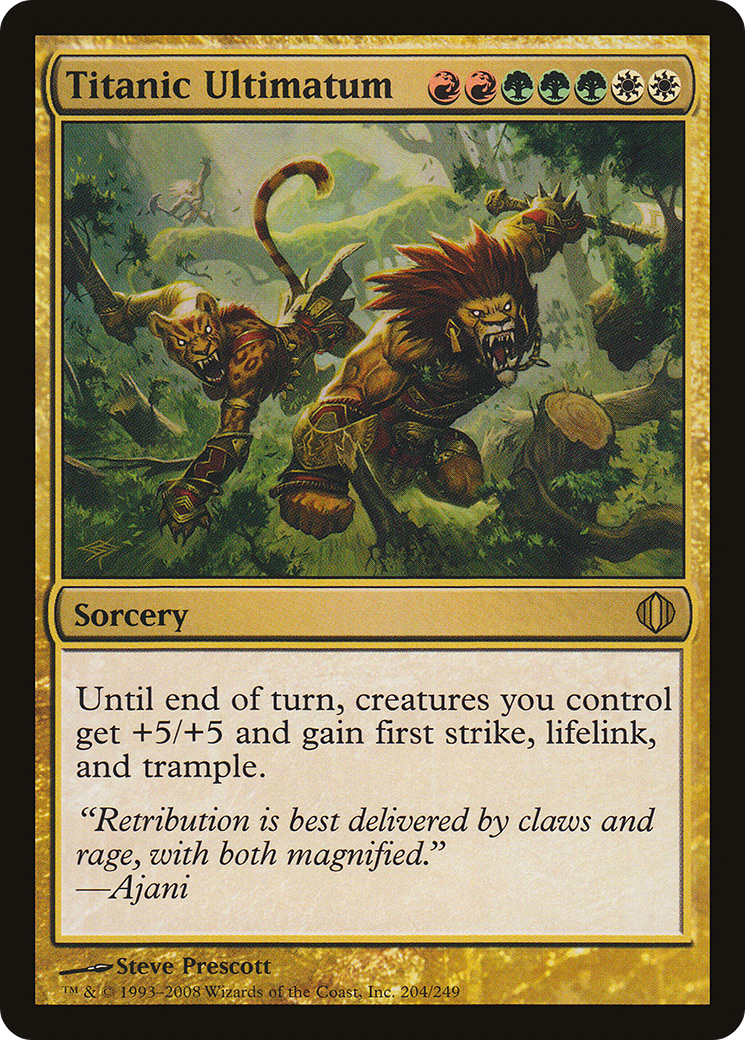 Titanic Ultimatum
Sorcery
Until end of turn, creatures you control
get +5/+5 and gain first strike, lifelink,
and trample.
“Retribution is best delivered by claws and
rage, with both magnified.”
—Ajani
Steve Prescott
™ & © 1993–2008 Wizards of the Coast, Inc. 204/249